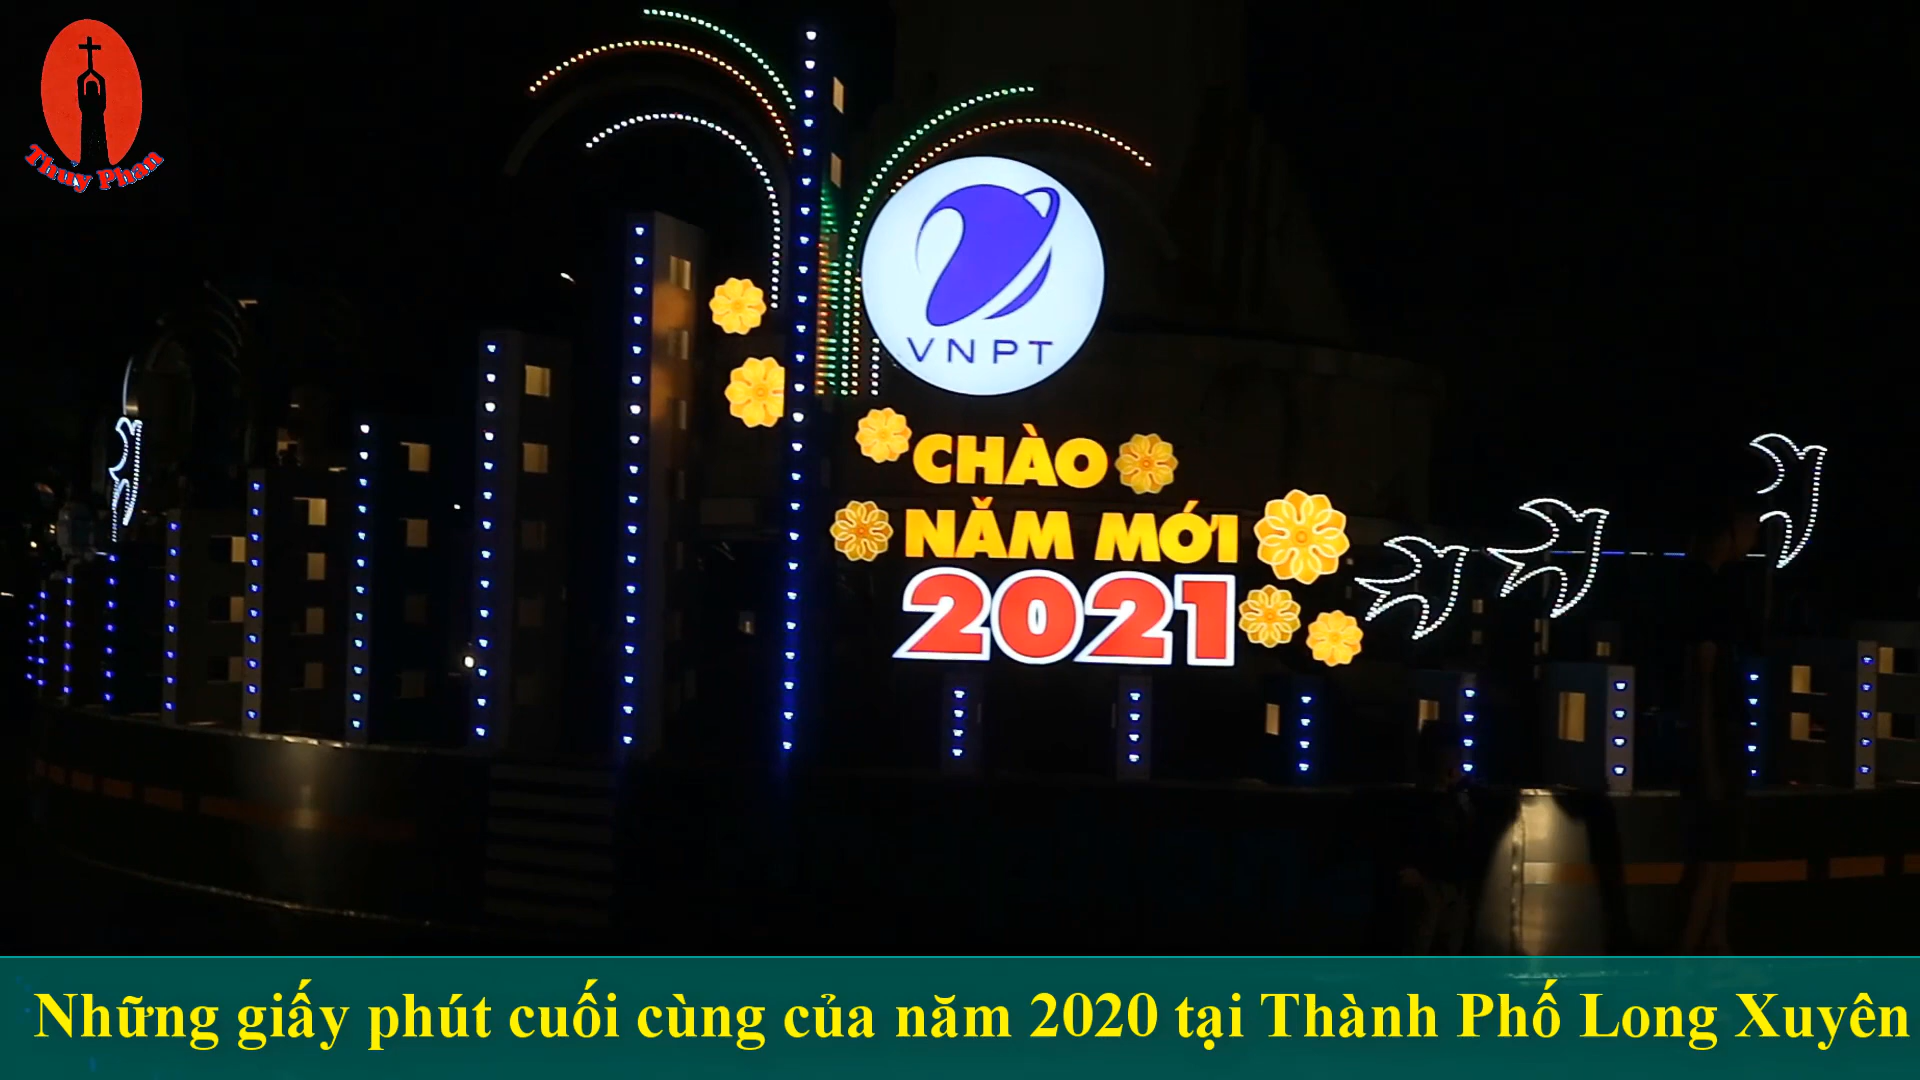 Thuy Phan
VNPT
CHÀO
NĂM MỚI
2021
Những giấy phút cuối cùng của năm 2020 tại Thành Phố Long Xuyên